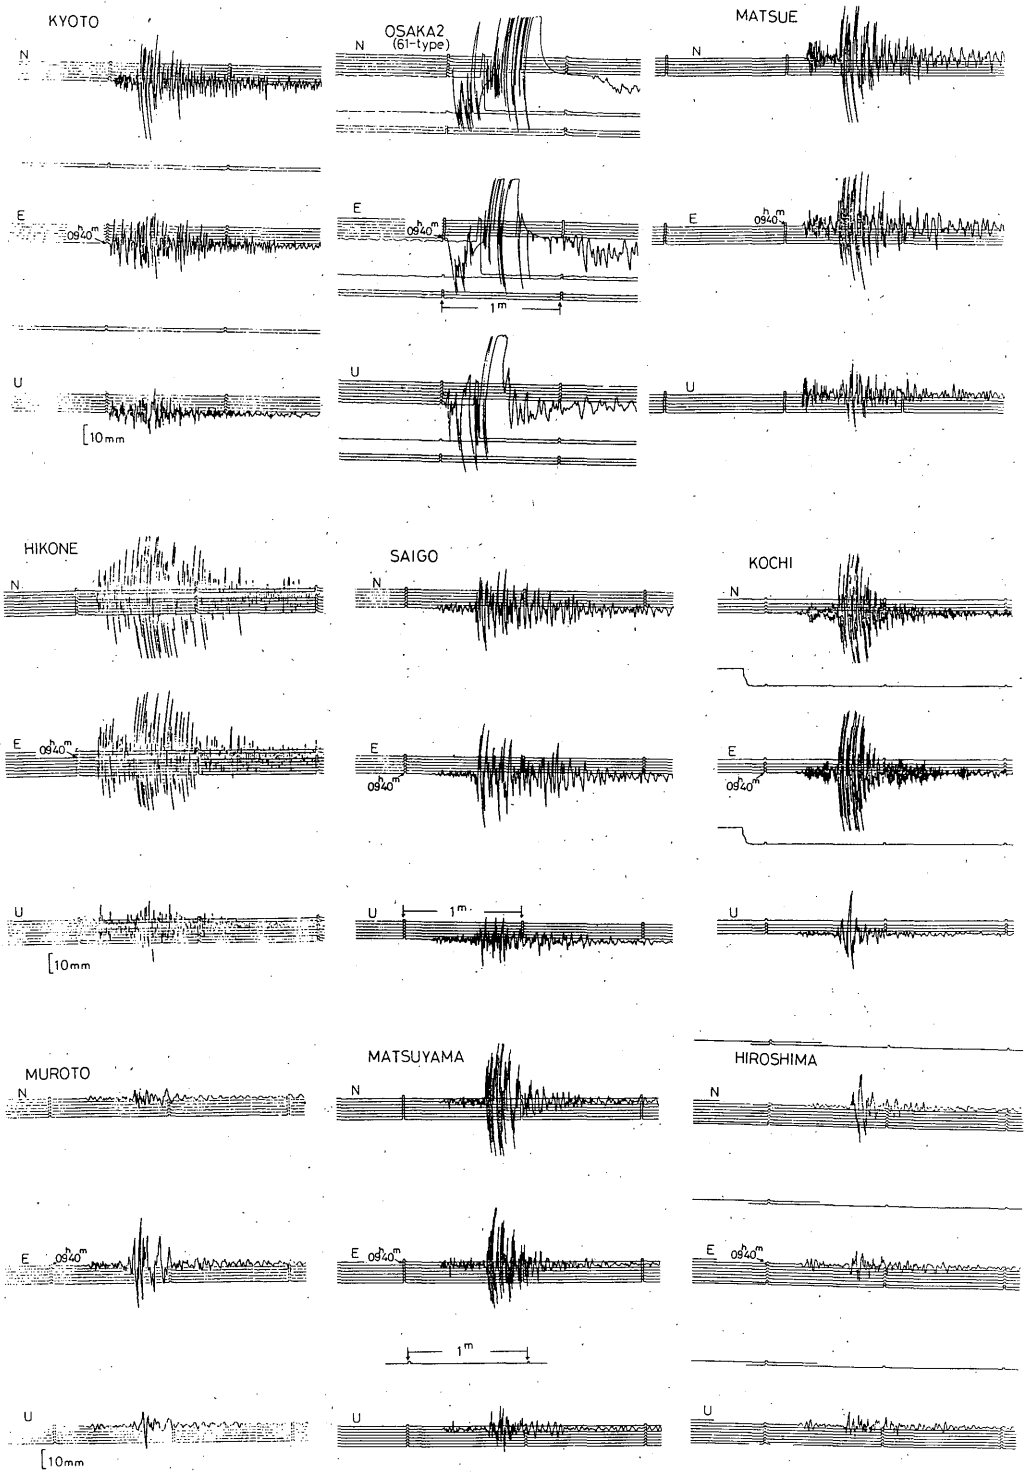 KYOTO
N
E
09ʰ40ᵐ
U
[10mm
OSAKA2
(61-type)
N
E
09ʰ40ᵐ
1ᵐ
U
MATSUE
N
E
09ʰ40ᵐ
U
HIKONE
N
E
09ʰ40ᵐ
U
[10mm
SAIGO
N
E
09ʰ40ᵐ
U
1ᵐ
KOCHI
N
E
09ʰ40ᵐ
U
MUROTO
N
E
09ʰ40ᵐ
U
[10mm
MATSUYAMA
N
E
09ʰ40ᵐ
1ᵐ
U
HIROSHIMA
N
E
09ʰ40ᵐ
U